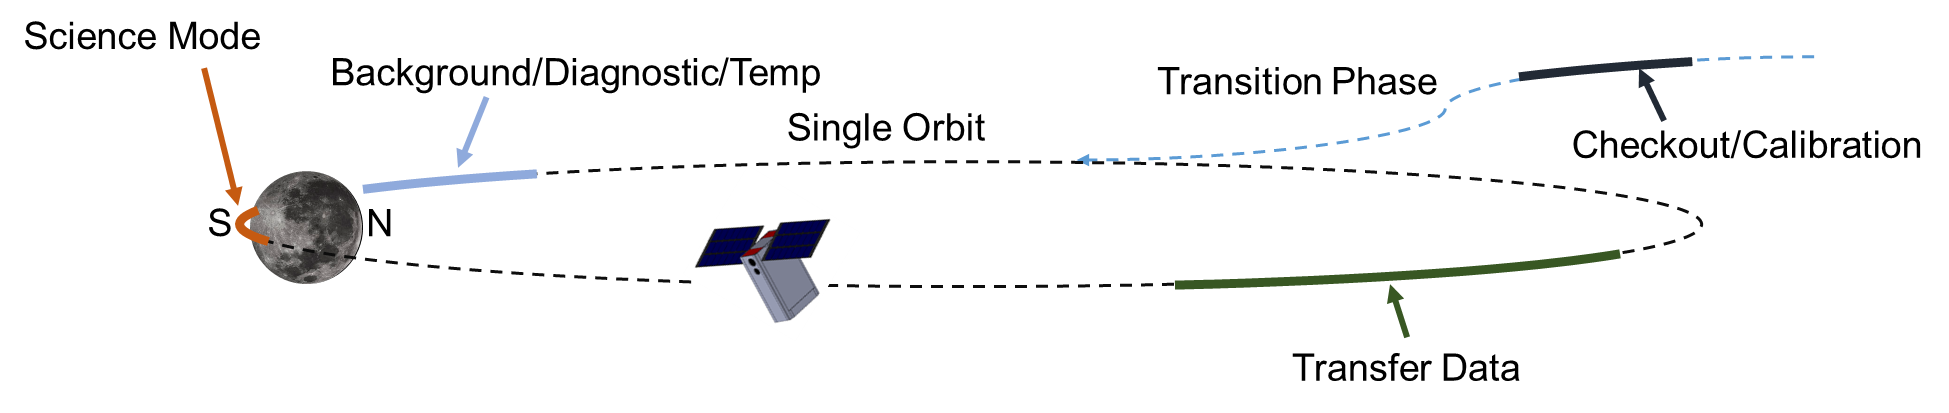 Science Mode
Background/Diagnostic/Temp
Transition Phase
Single Orbit
Checkout/Calibration
S
N
Transfer Data